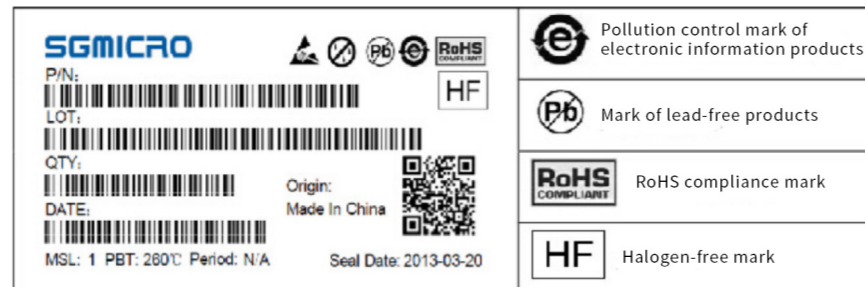 SGMICRO
Pb e RoHS
COMPLIANT
P/N:
HF
LOT:
QTY:
Origin:
Made In China
DATE:
MSL: 1 PBT: 260℃ Period: N/A
Seal Date: 2013-03-20
e
Pollution control mark of
electronic information products
Pb
Mark of lead-free products
RoHS
COMPLIANT
RoHS compliance mark
HF
Halogen-free mark